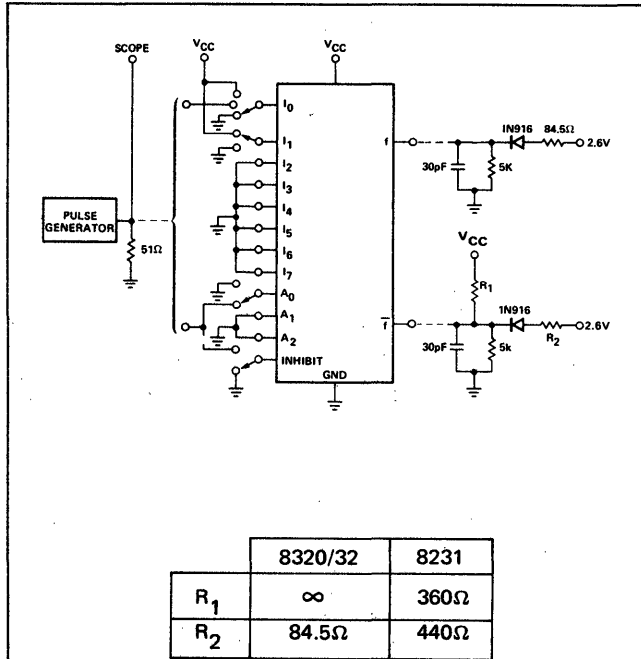 SCOPE
VCC
VCC
I0
I1
I2
I3
I4
I5
I6
I7
A0
A1
A2
INHIBIT
GND
f
f̅
PULSE
GENERATOR
51Ω
1N916
84.5Ω
2.6V
30pF
5K
VCC
R1
1N916
R2
2.6V
30pF
5k
8320/32 8231
R1 ∞ 360Ω
R2 84.5Ω 440Ω